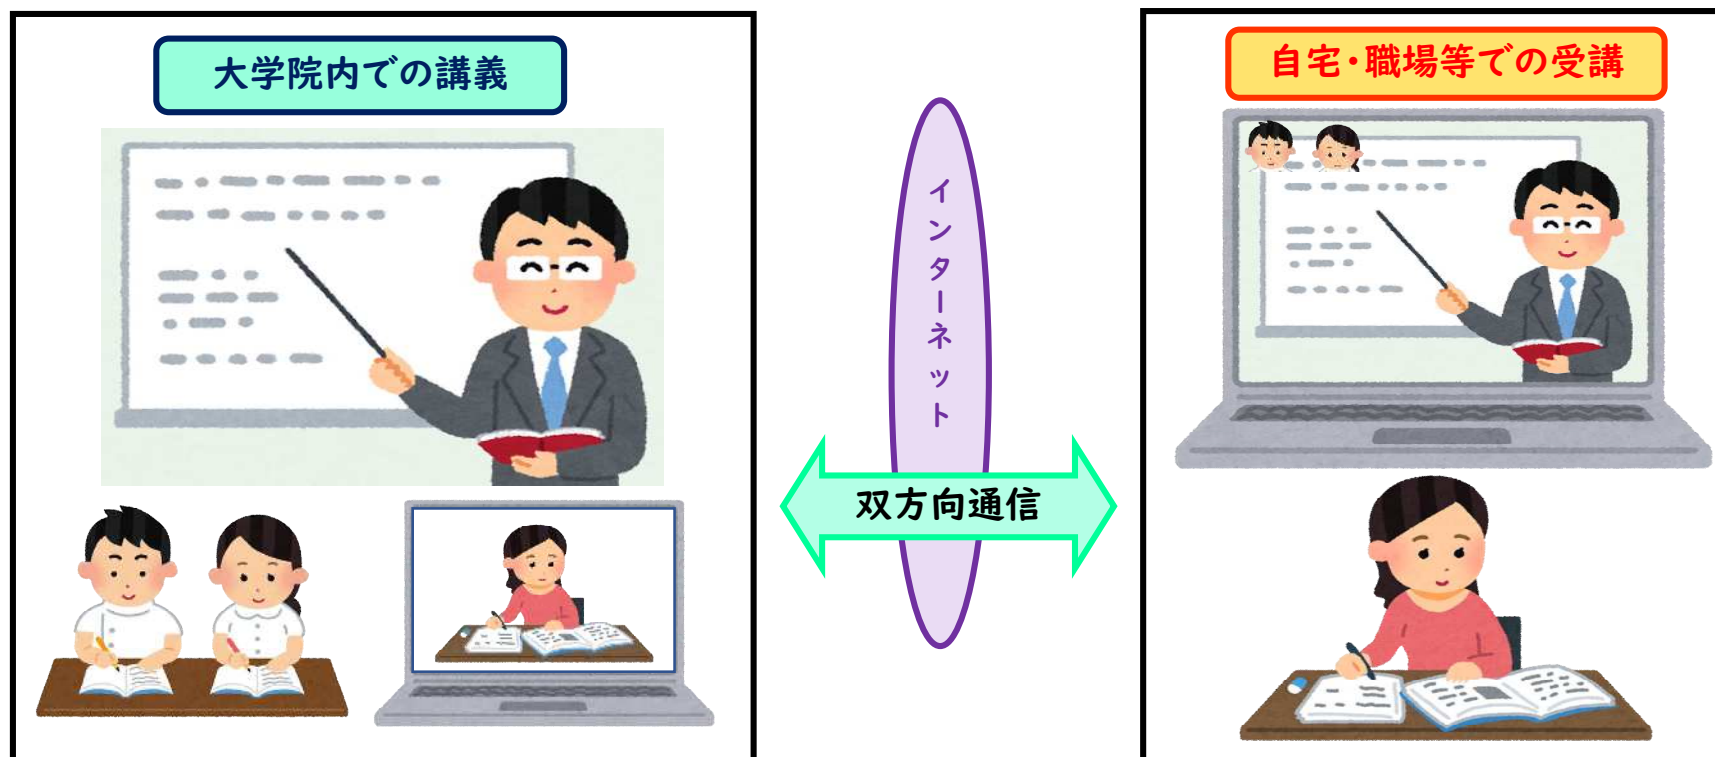 大学院内での講義
インターネット
双方向通信
自宅・職場等での受講